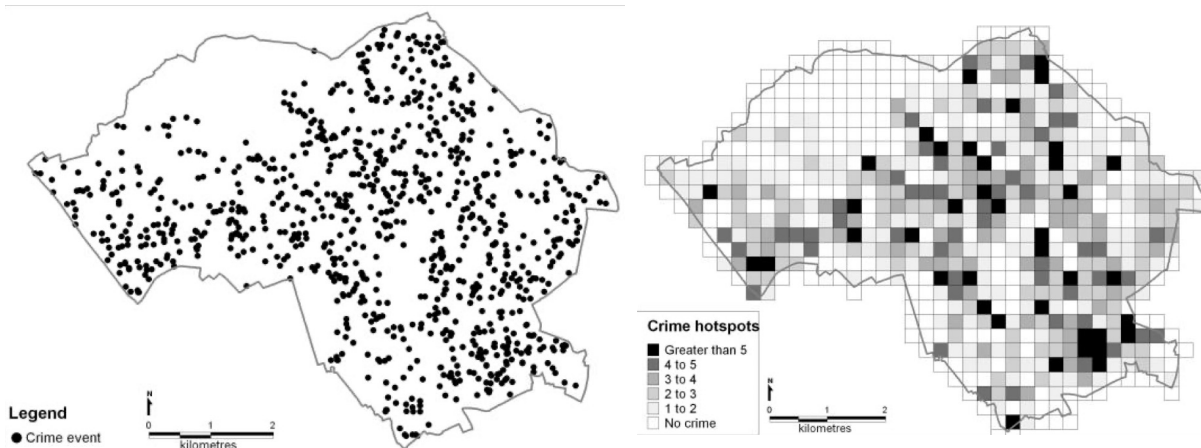 Legend
Crime event
N
0 1 2
kilometres
Crime hotspots
Greater than 5
4 to 5
3 to 4
2 to 3
1 to 2
No crime
N
0 1 2
kilometres